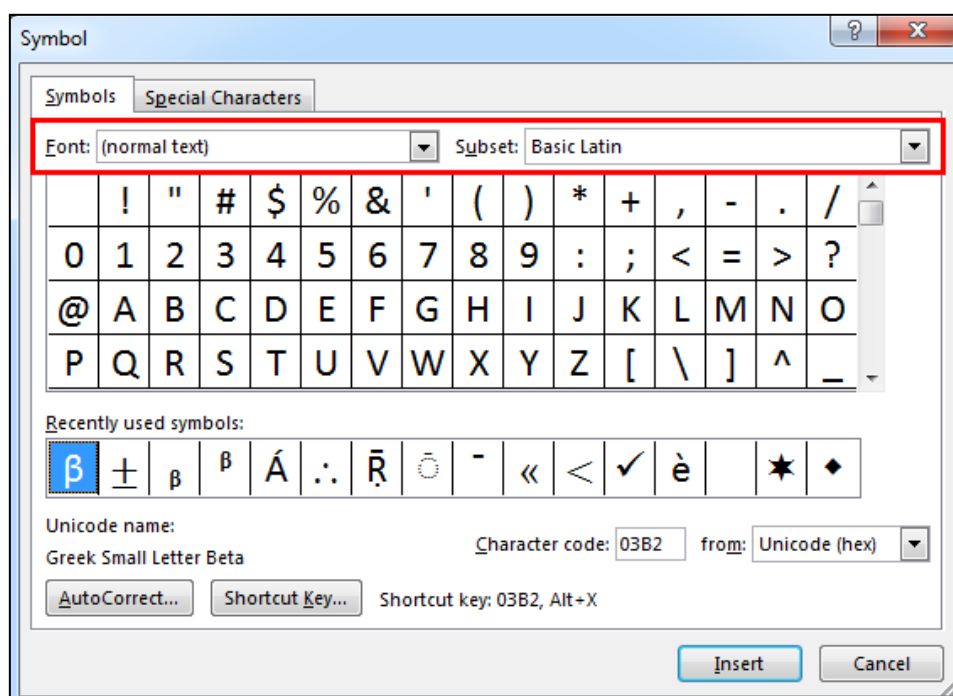 Symbol
Symbols Special Characters
Font: (normal text) Subset: Basic Latin
! " # $ % & ' ( ) * + , - . /
0 1 2 3 4 5 6 7 8 9 : ; < = > ?
@ A B C D E F G H I J K L M N O
P Q R S T U V W X Y Z [ \ ] ^ _
Recently used symbols:
β ± ᵦ ᵝ Á ∴ Ṝ ⃝̄ ¯ « < ✓ è ✶ ◆
Unicode name:
Greek Small Letter Beta
Character code: 03B2 from: Unicode (hex)
AutoCorrect... Shortcut Key... Shortcut key: 03B2, Alt+X
Insert Cancel